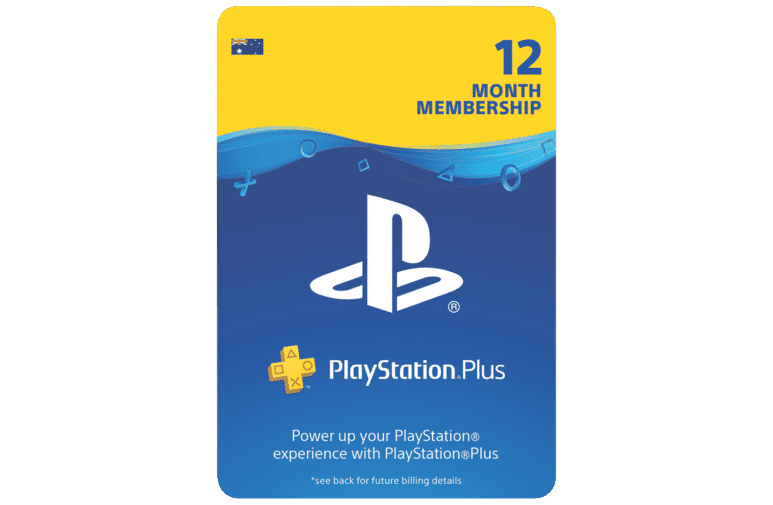 12
MONTH
MEMBERSHIP
®
PlayStation®Plus
™
Power up your PlayStation®
experience with PlayStation®Plus
*see back for future billing details